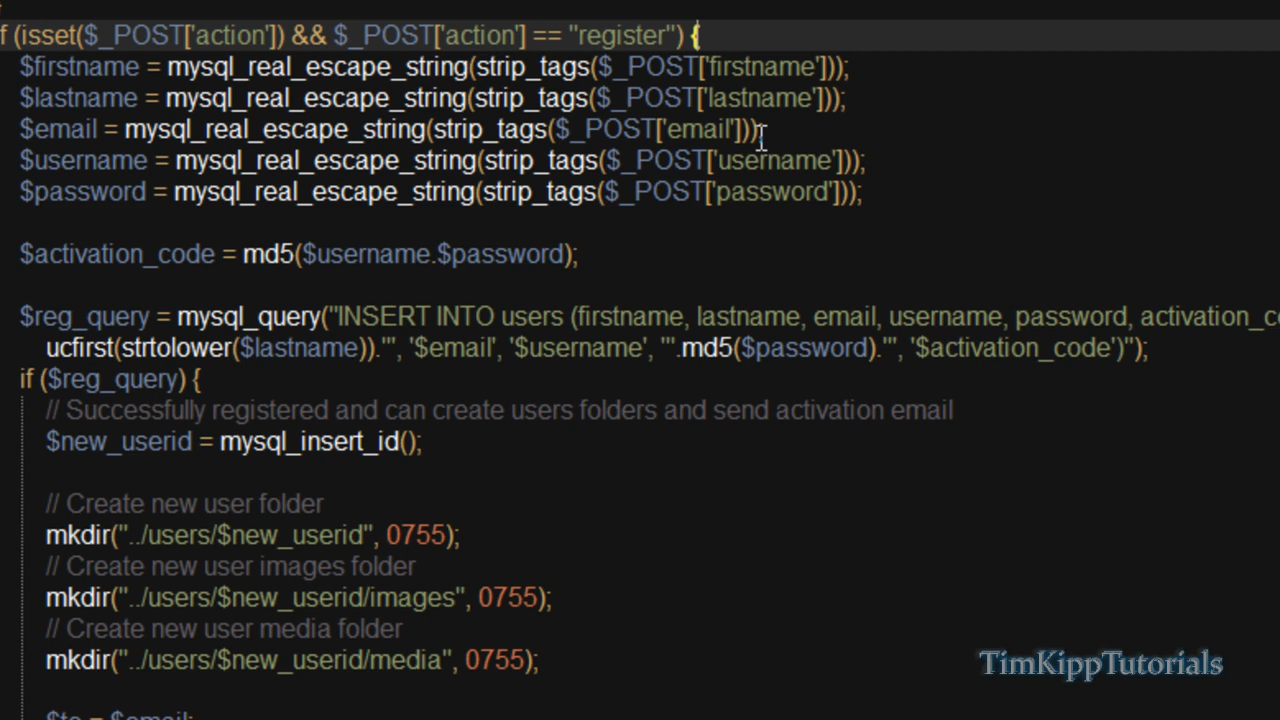 f (isset($_POST['action']) && $_POST['action'] == "register") {
$firstname = mysql_real_escape_string(strip_tags($_POST['firstname']));
$lastname = mysql_real_escape_string(strip_tags($_POST['lastname']));
$email = mysql_real_escape_string(strip_tags($_POST['email']));
$username = mysql_real_escape_string(strip_tags($_POST['username']));
$password = mysql_real_escape_string(strip_tags($_POST['password']));
$activation_code = md5($username.$password);
$reg_query = mysql_query("INSERT INTO users (firstname, lastname, email, username, password, activation_co
ucfirst(strtolower($lastname))."', '$email', '$username', '".md5($password)."', '$activation_code')");
if ($reg_query) {
// Successfully registered and can create users folders and send activation email
$new_userid = mysql_insert_id();
// Create new user folder
mkdir("../users/$new_userid", 0755);
// Create new user images folder
mkdir("../users/$new_userid/images", 0755);
// Create new user media folder
mkdir("../users/$new_userid/media", 0755);
$to = $email;
TimKippTutorials